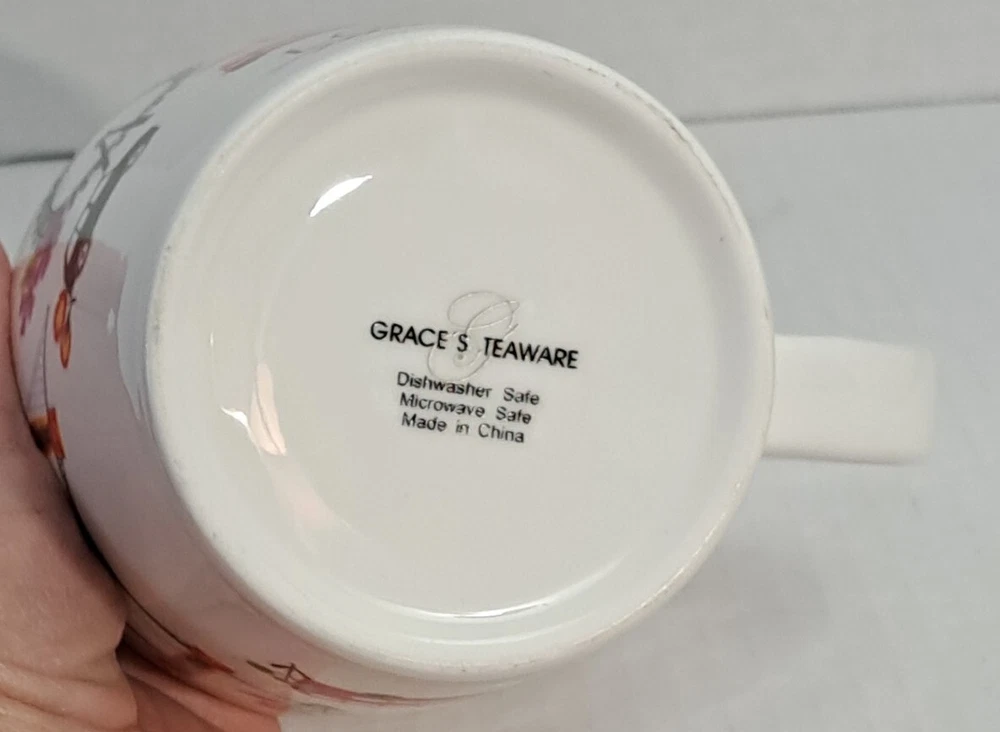 G
GRACE S TEAWARE
Dishwasher Safe
Microwave Safe
Made in China